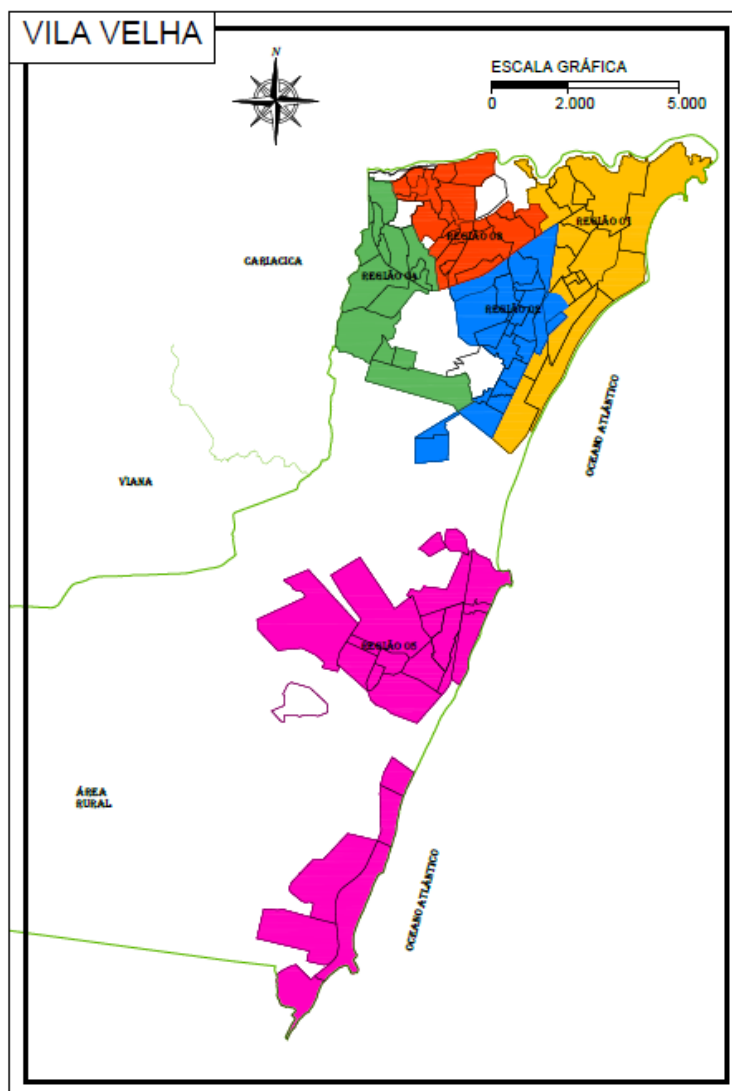 VILA VELHA
N
ESCALA GRÁFICA
0 2.000 5.000
REGIÃO 01
REGIÃO 03
CARIACICA
REGIÃO 04
REGIÃO 02
OCEANO ATLÂNTICO
VIANA
REGIÃO 05
ÁREA
RURAL
OCEANO ATLÂNTICO